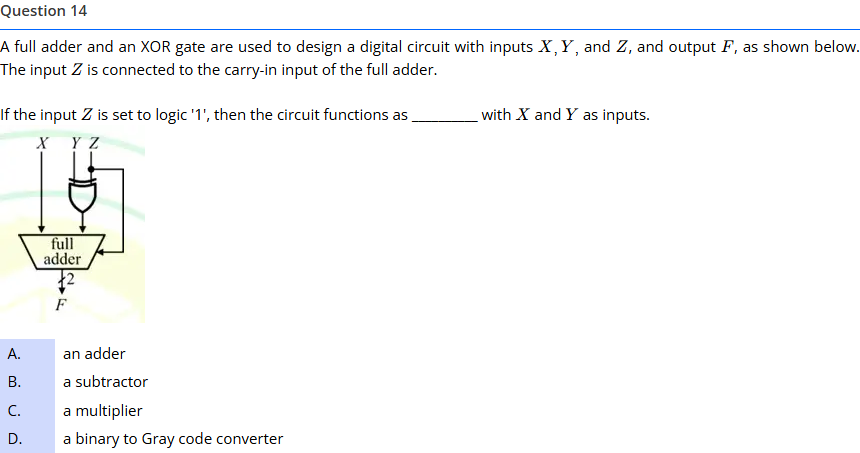 Question 14
A full adder and an XOR gate are used to design a digital circuit with inputs X, Y, and Z, and output F, as shown below.
The input Z is connected to the carry-in input of the full adder.
If the input Z is set to logic '1', then the circuit functions as ________ with X and Y as inputs.
X Y Z
full
adder
2
F
A. an adder
B. a subtractor
C. a multiplier
D. a binary to Gray code converter